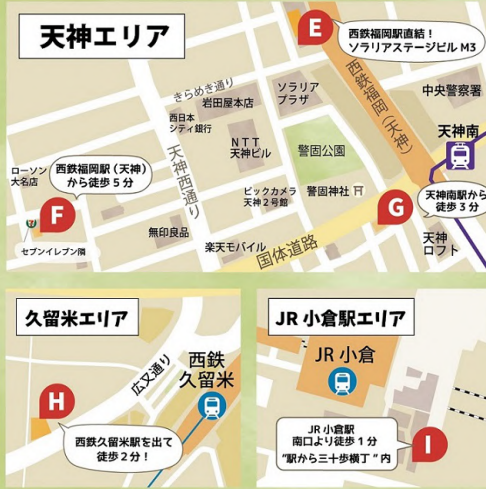 天神エリア
E
西鉄福岡駅直結！
ソラリアステージビル M3
西鉄福岡（天神）
きらめき通り
岩田屋本店
ソラリア
プラザ
中央警察署
西日本
シティ銀行
NTT
天神ビル
天神西通り
警固公園
天神南
ローソン
大名店
西鉄福岡駅（天神）
から徒歩5分
F
セブンイレブン隣
ビックカメラ
天神2号館
警固神社
G
天神南駅から
徒歩3分
無印良品
楽天モバイル
国体道路
天神
ロフト
久留米エリア
広又通り
西鉄
久留米
H
西鉄久留米駅を出て
徒歩2分！
JR小倉駅エリア
JR小倉
JR小倉駅
南口より徒歩1分
"駅から三十歩横丁"内
I